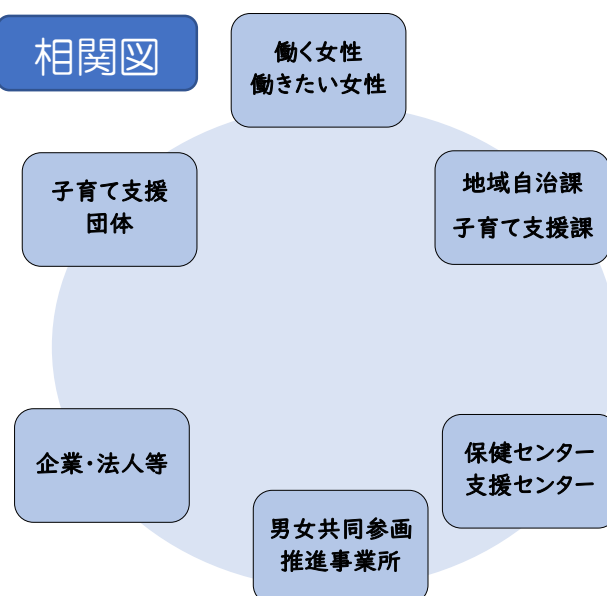 相関図
働く女性
働きたい女性
子育て支援
団体
地域自治課
子育て支援課
企業・法人等
保健センター
支援センター
男女共同参画
推進事業所